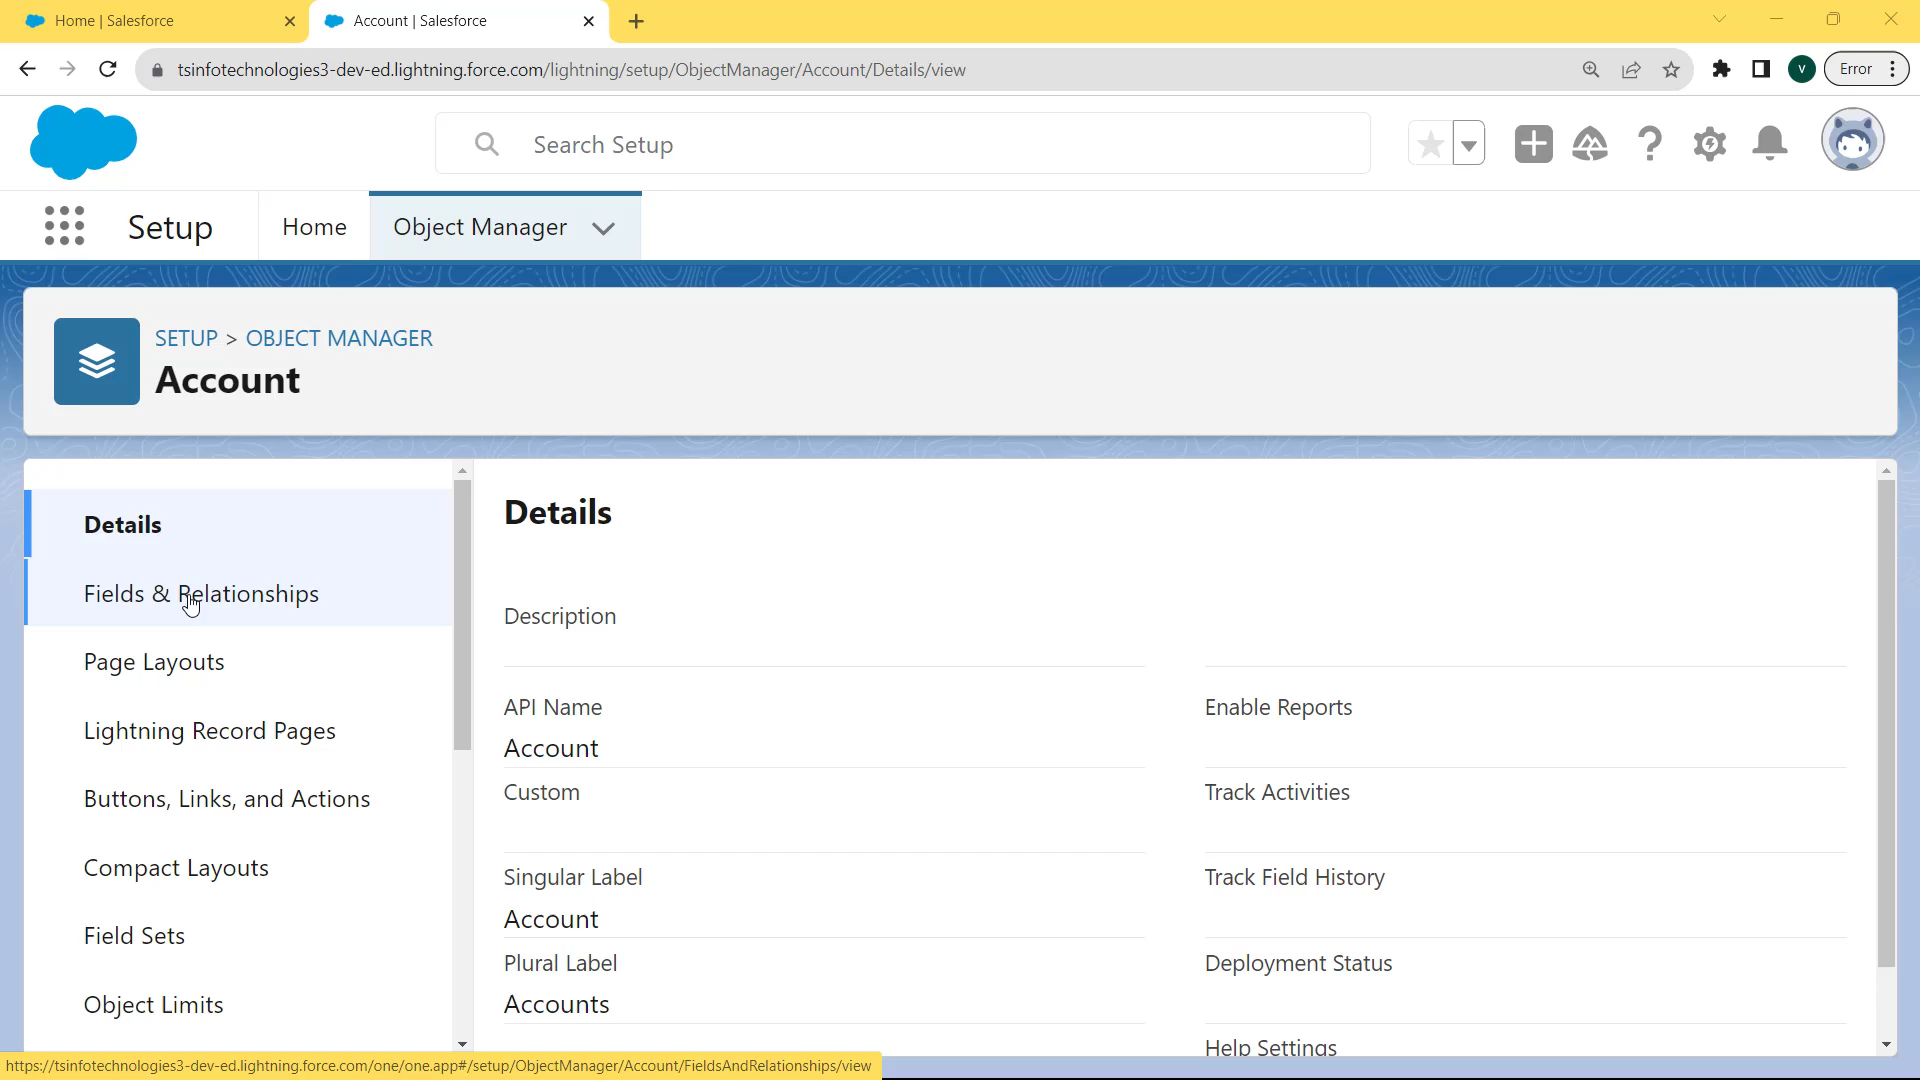 Home | Salesforce
Account | Salesforce
tsinfotechnologies3-dev-ed.lightning.force.com/lightning/setup/ObjectManager/Account/Details/view
V
Error
Search Setup
Setup
Home
Object Manager
SETUP > OBJECT MANAGER
Account
Details
Fields & Relationships
Page Layouts
Lightning Record Pages
Buttons, Links, and Actions
Compact Layouts
Field Sets
Object Limits
Details
Description
API Name
Account
Custom
Singular Label
Account
Plural Label
Accounts
Enable Reports
Track Activities
Track Field History
Deployment Status
Help Settings
https://tsinfotechnologies3-dev-ed.lightning.force.com/one/one.app#/setup/ObjectManager/Account/FieldsAndRelationships/view